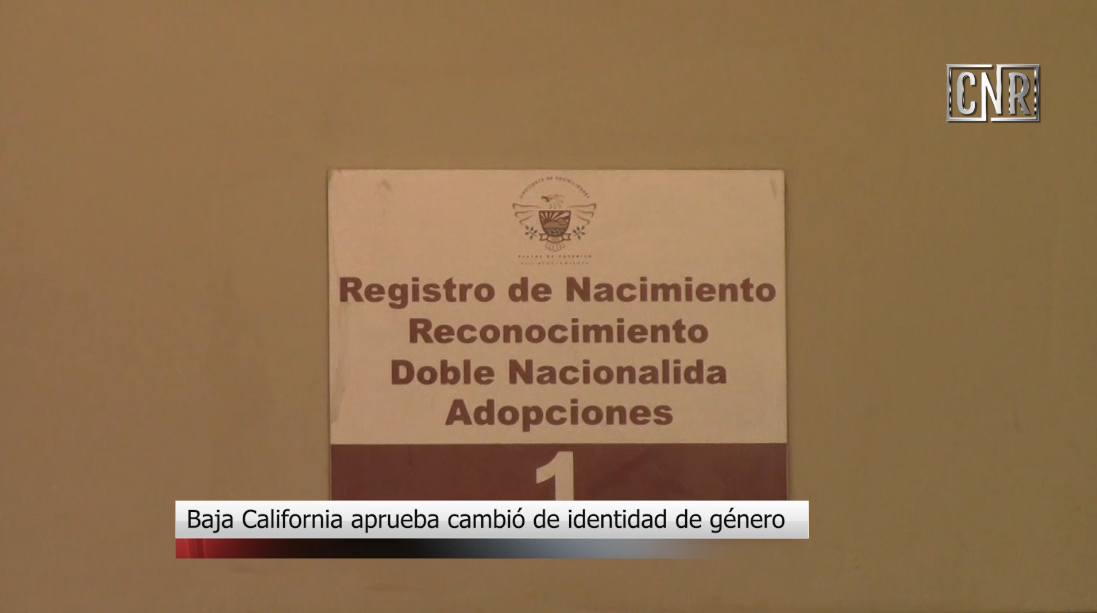 CNR
Registro de Nacimiento
Reconocimiento
Doble Nacionalida
Adopciones
1
Baja California aprueba cambió de identidad de género